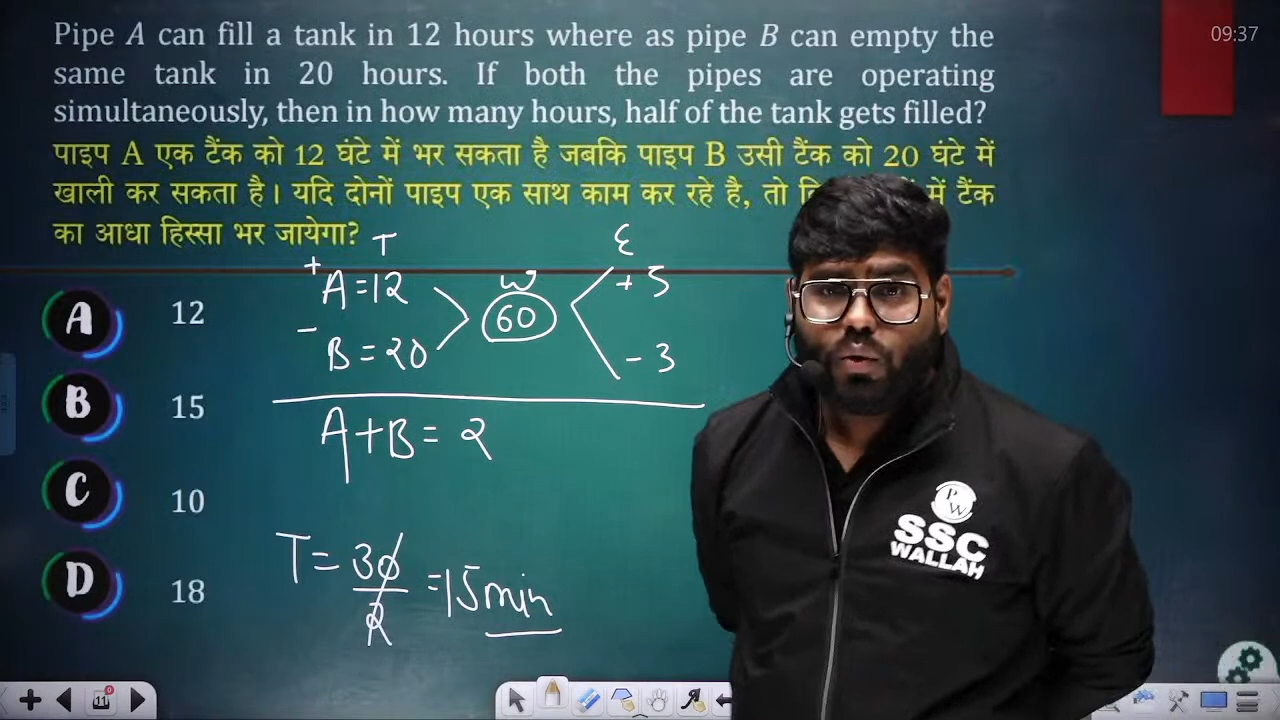 Pipe A can fill a tank in 12 hours where as pipe B can empty the
same tank in 20 hours. If both the pipes are operating
simultaneously, then in how many hours, half of the tank gets filled?
पाइप A एक टैंक को 12 घंटे में भर सकता है जबकि पाइप B उसी टैंक को 20 घंटे में
खाली कर सकता है। यदि दोनों पाइप एक साथ काम कर रहे है, तो में टैंक
का आधा हिस्सा भर जायेगा?
09:37
T
W
E
+ A = 12
60
+ 5
- B = 20
- 3
A+B = 2
T = 30/2 = 15 min
A 12
B 15
C 10
D 18
PW
SSC
WALLAH
11